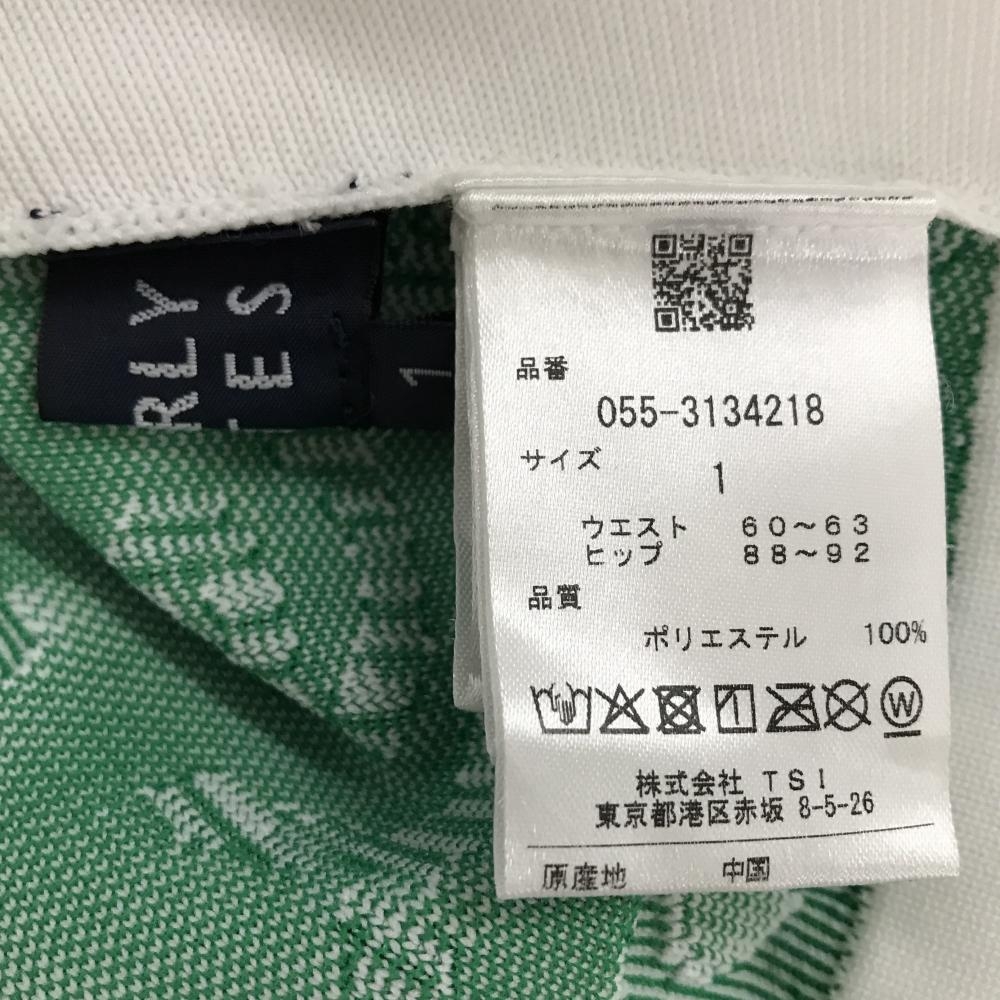 RLY
ES
1
品番
055-3134218
サイズ
1
ウエスト 60～63
ヒップ 88～92
品質
ポリエステル 100%
W
株式会社 TSI
東京都港区赤坂 8-5-26
原産地 中国